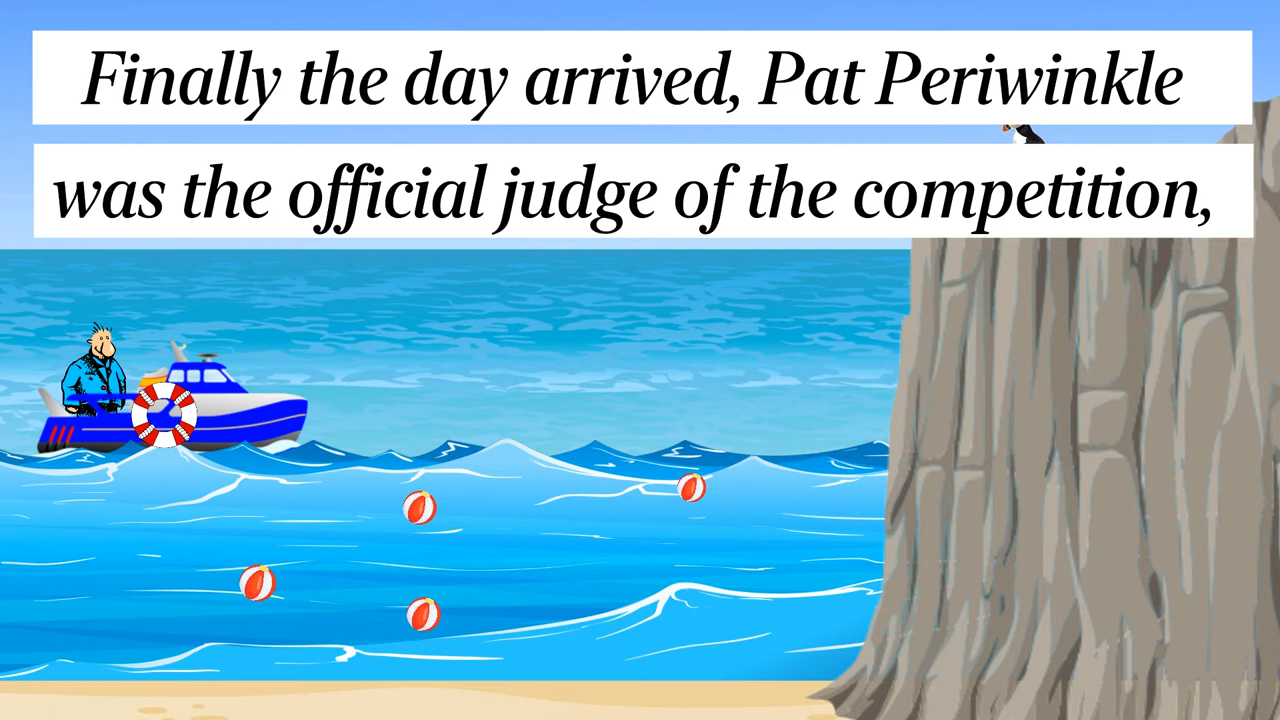 Finally the day arrived, Pat Periwinkle
was the official judge of the competition,